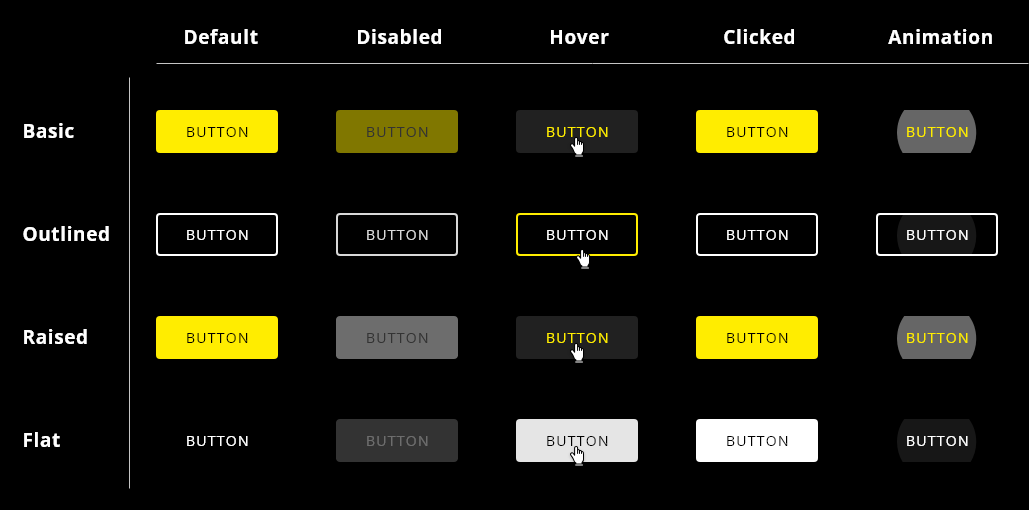 Default Disabled Hover Clicked Animation
Basic BUTTON BUTTON BUTTON BUTTON BUTTON
Outlined BUTTON BUTTON BUTTON BUTTON BUTTON
Raised BUTTON BUTTON BUTTON BUTTON BUTTON
Flat BUTTON BUTTON BUTTON BUTTON BUTTON